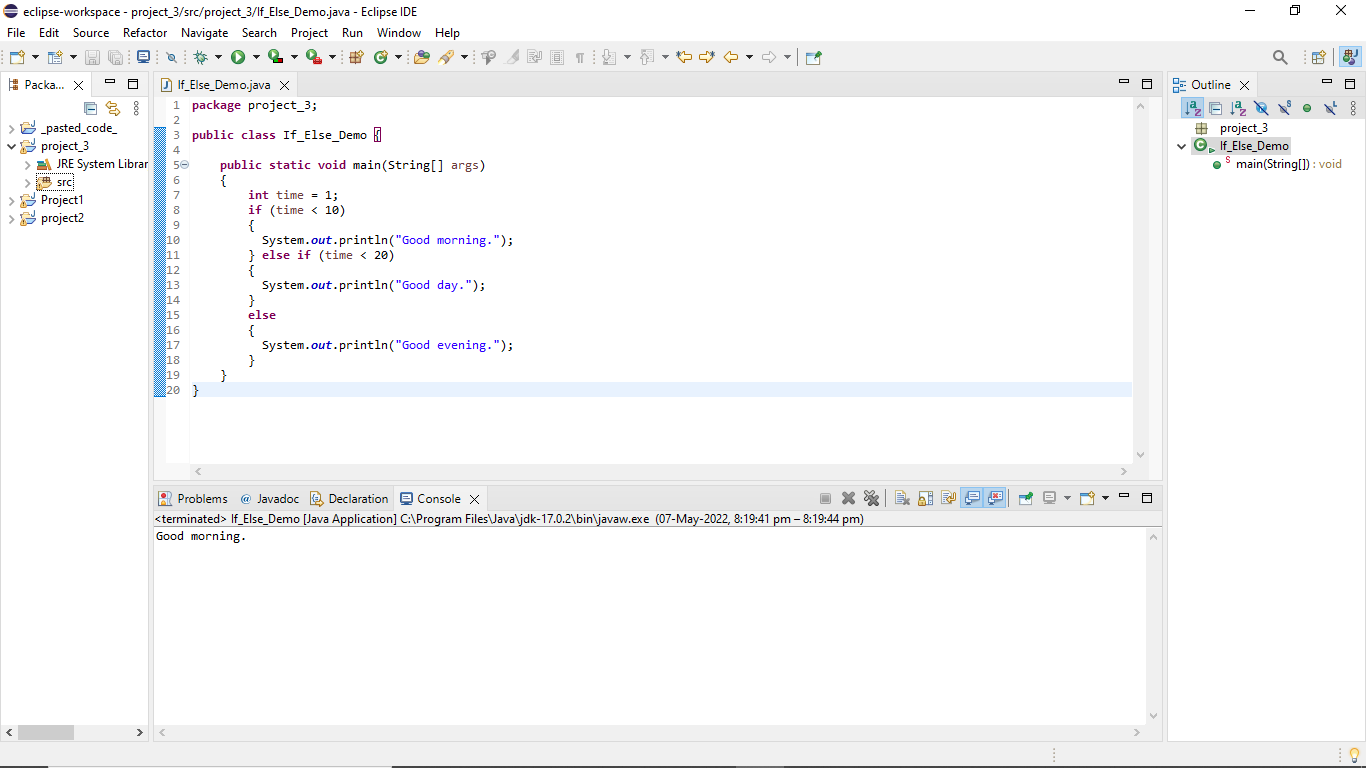 eclipse-workspace - project_3/src/project_3/If_Else_Demo.java - Eclipse IDE
File Edit Source Refactor Navigate Search Project Run Window Help
Packa...
_pasted_code_
project_3
JRE System Librar
src
Project1
project2
If_Else_Demo.java
1 package project_3;
2
3 public class If_Else_Demo {
4
5 public static void main(String[] args)
6 {
7 int time = 1;
8 if (time < 10)
9 {
10 System.out.println("Good morning.");
11 } else if (time < 20)
12 {
13 System.out.println("Good day.");
14 }
15 else
16 {
17 System.out.println("Good evening.");
18 }
19 }
20 }
Outline
project_3
If_Else_Demo
main(String[]) : void
Problems @ Javadoc Declaration Console
<terminated> If_Else_Demo [Java Application] C:\Program Files\Java\jdk-17.0.2\bin\javaw.exe (07-May-2022, 8:19:41 pm – 8:19:44 pm)
Good morning.